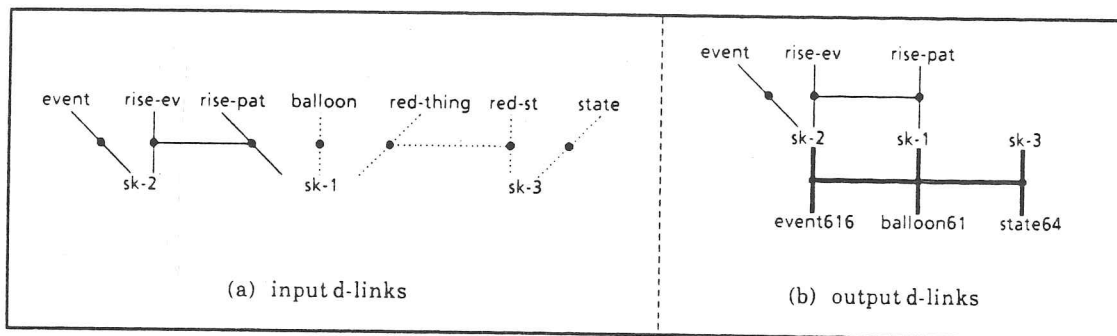 event rise-ev rise-pat balloon red-thing red-st state
sk-2 sk-1 sk-3
(a) input d-links
event rise-ev rise-pat
sk-2 sk-1 sk-3
event616 balloon61 state64
(b) output d-links